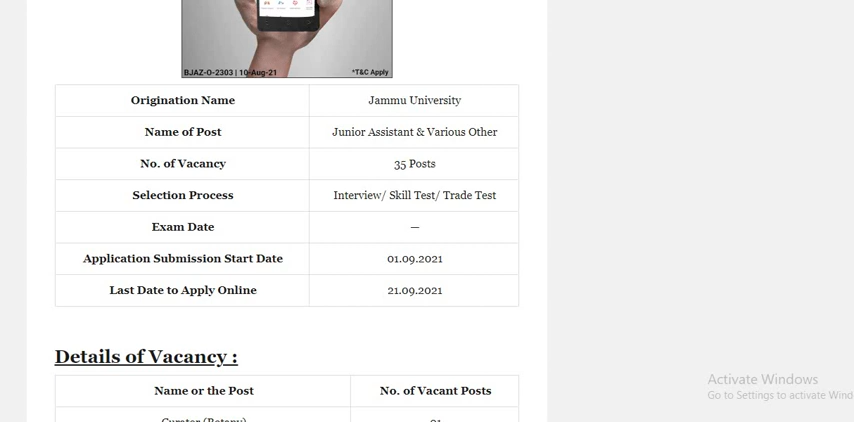 BJAZ-O-2303 | 10-Aug-21 *T&C Apply
Origination Name Jammu University
Name of Post Junior Assistant & Various Other
No. of Vacancy 35 Posts
Selection Process Interview/ Skill Test/ Trade Test
Exam Date —
Application Submission Start Date 01.09.2021
Last Date to Apply Online 21.09.2021
Details of Vacancy :
Name or the Post No. of Vacant Posts
Curator (Botany) 01
Activate Windows
Go to Settings to activate Wind